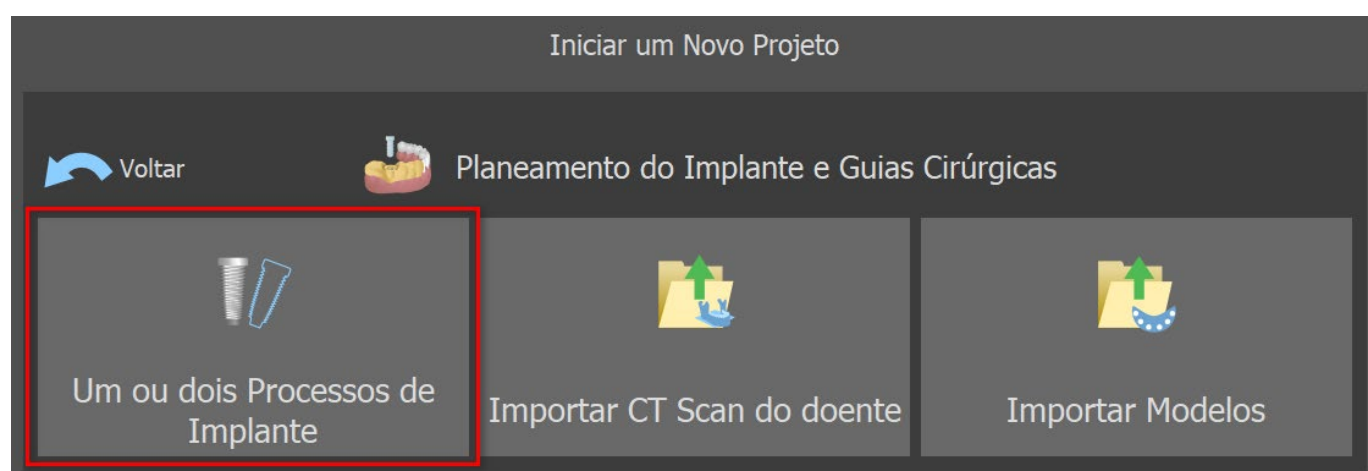 Iniciar um Novo Projeto
Voltar
Planeamento do Implante e Guias Cirúrgicas
Um ou dois Processos de
Implante
Importar CT Scan do doente
Importar Modelos